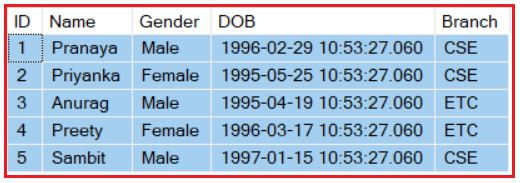 ID Name Gender DOB Branch
1 Pranaya Male 1996-02-29 10:53:27.060 CSE
2 Priyanka Female 1995-05-25 10:53:27.060 CSE
3 Anurag Male 1995-04-19 10:53:27.060 ETC
4 Preety Female 1996-03-17 10:53:27.060 ETC
5 Sambit Male 1997-01-15 10:53:27.060 CSE